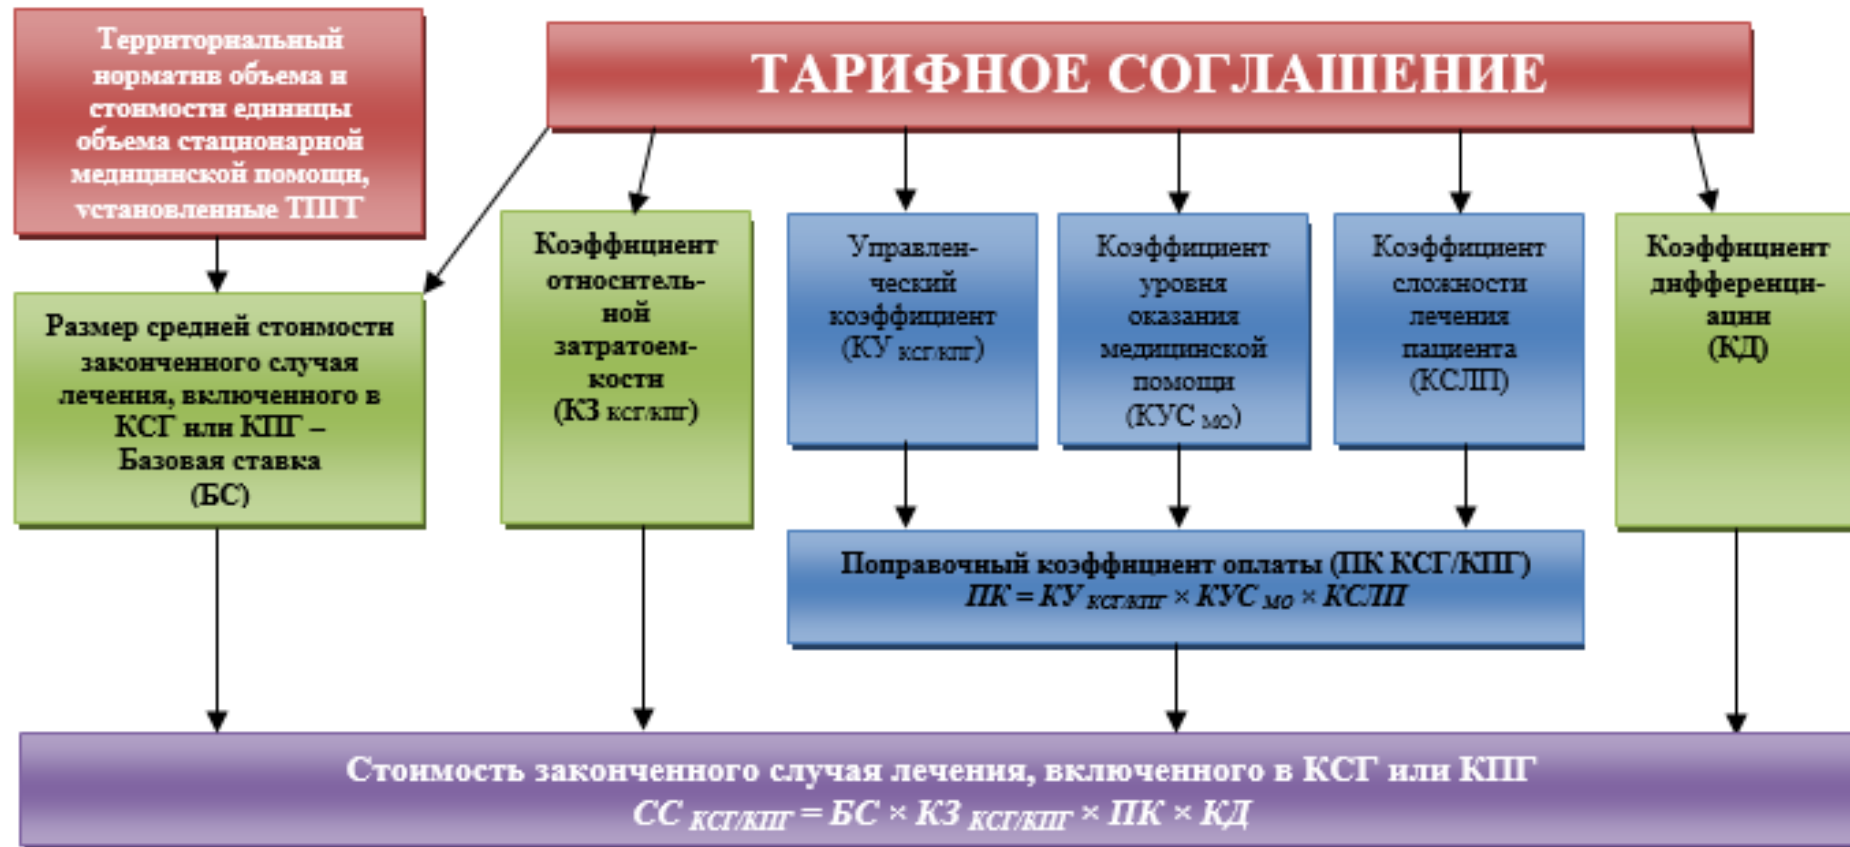 Территориальный
норматив объема и
стоимости единицы
объема стационарной
медицинской помощи,
установленные ТПГГ
ТАРИФНОЕ СОГЛАШЕНИЕ
Размер средней стоимости
законченного случая
лечения, включенного в
КСГ или КПГ –
Базовая ставка
(БС)
Коэффициент
относитель-
ной
затратоем-
кости
(КЗ КСГ/КПГ)
Управлен-
ческий
коэффициент
(КУ КСГ/КПГ)
Коэффициент
уровня
оказания
медицинской
помощи
(КУС МО)
Коэффициент
сложности
лечения
пациента
(КСЛП)
Коэффициент
дифференци-
ации
(КД)
Поправочный коэффициент оплаты (ПК КСГ/КПГ)
ПК = КУ КСГ/КПГ × КУС МО × КСЛП
Стоимость законченного случая лечения, включенного в КСГ или КПГ
СС КСГ/КПГ = БС × КЗ КСГ/КПГ × ПК × КД